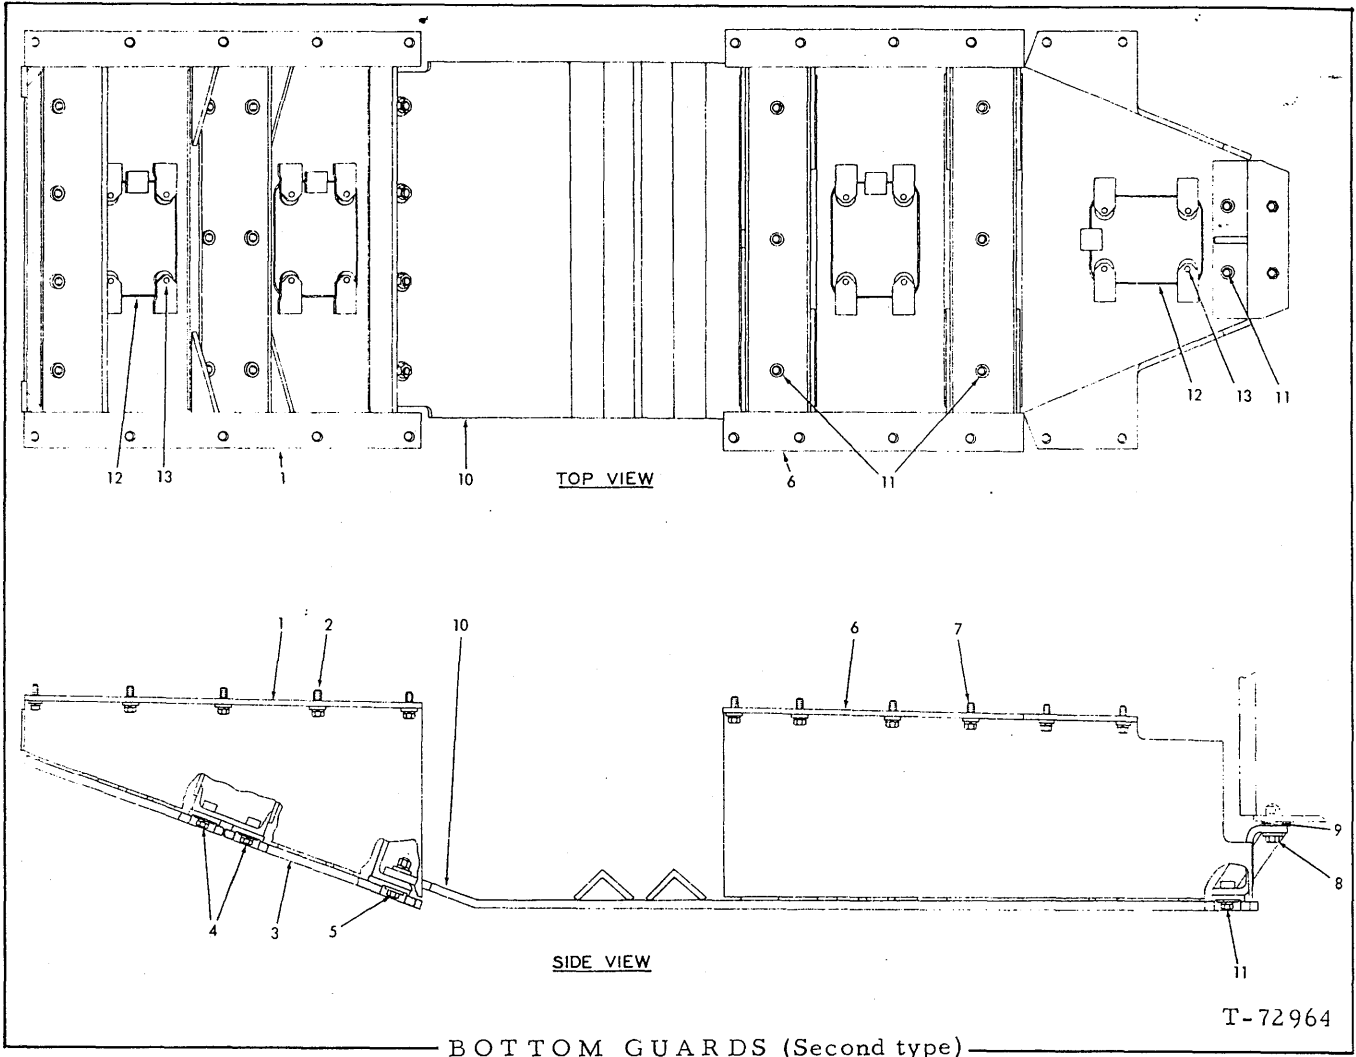 12 13 1 10 6 11 12 13 11
TOP VIEW
1 2 10 6 7
9
8
4 3 5 11
SIDE VIEW
T-72964
BOTTOM GUARDS (Second type)